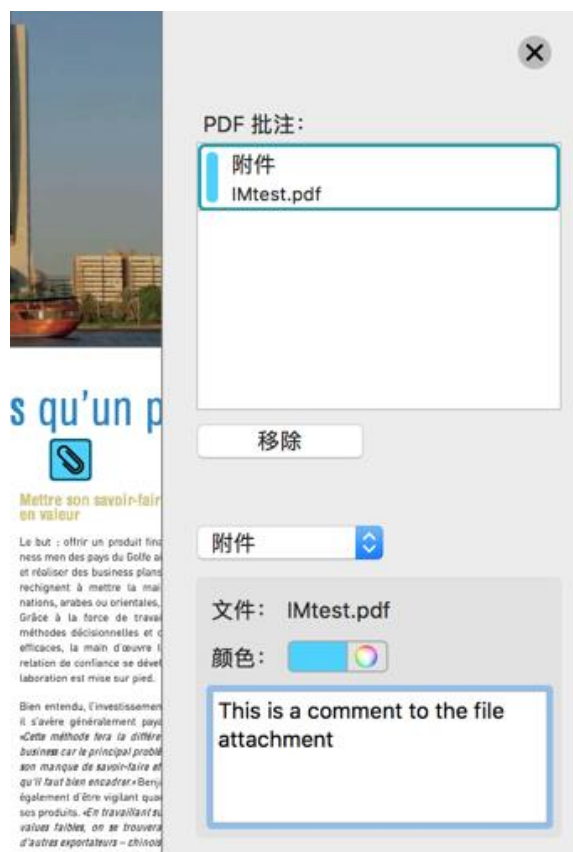 PDF 批注：
附件
IMtest.pdf
移除
附件
文件： IMtest.pdf
颜色：
This is a comment to the file
attachment
s qu'un p
Mettre son savoir-fair
en valeur
Le but : offrir un produit fina
ness men des pays du Golfe ai
et réaliser des business plans
rechignent à mettre la mai
nations, arabes ou orientales,
Grâce à la force de travai
méthodes décisionnelles et c
efficaces, la main d'œuvre l
relation de confiance se dével
laboration est mise sur pied.
Bien entendu, l'investissemen
il s'avère généralement paya
«Cette méthode fera la différe
business car le principal problè
son manque de savoir-faire et
qu'il faut bien encadrer.» Benja
également d'être vigilant quan
ses produits. «En travaillant su
values faibles, on se trouvera
d'autres exportateurs – chinois